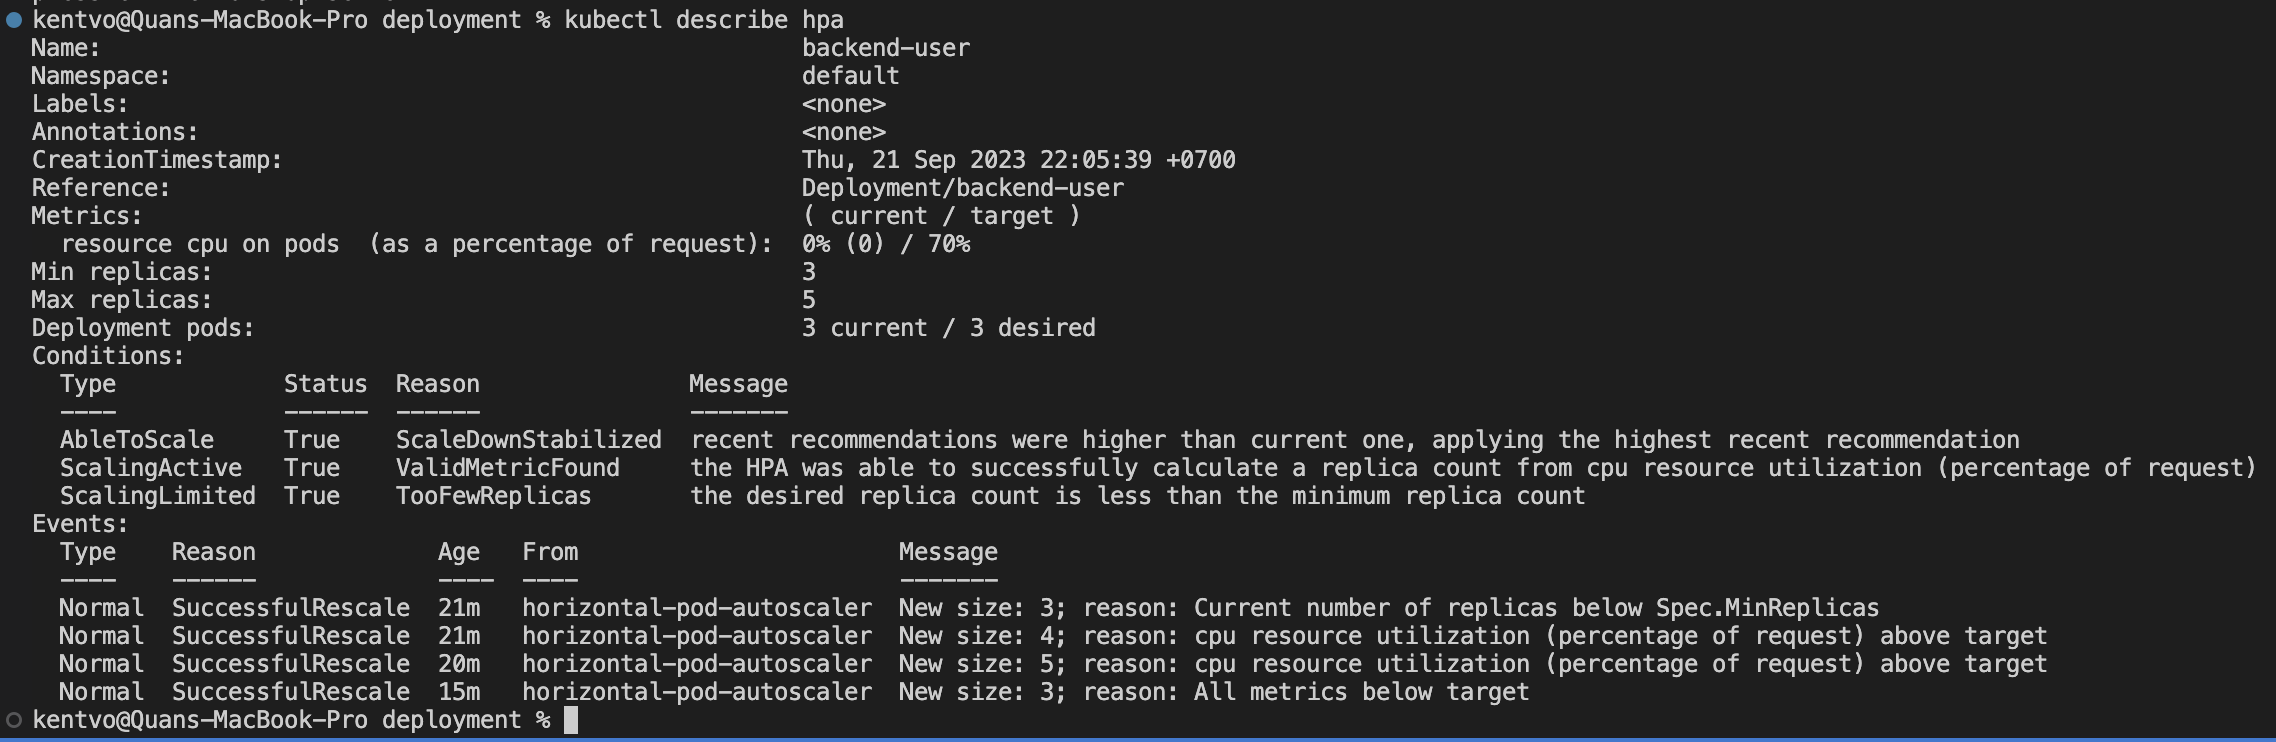 kentvo@Quans-MacBook-Pro deployment % kubectl describe hpa
Name: backend-user
Namespace: default
Labels: <none>
Annotations: <none>
CreationTimestamp: Thu, 21 Sep 2023 22:05:39 +0700
Reference: Deployment/backend-user
Metrics: ( current / target )
resource cpu on pods (as a percentage of request): 0% (0) / 70%
Min replicas: 3
Max replicas: 5
Deployment pods: 3 current / 3 desired
Conditions:
Type Status Reason Message
---- ------ ------ -------
AbleToScale True ScaleDownStabilized recent recommendations were higher than current one, applying the highest recent recommendation
ScalingActive True ValidMetricFound the HPA was able to successfully calculate a replica count from cpu resource utilization (percentage of request)
ScalingLimited True TooFewReplicas the desired replica count is less than the minimum replica count
Events:
Type Reason Age From Message
---- ------ ---- ---- -------
Normal SuccessfulRescale 21m horizontal-pod-autoscaler New size: 3; reason: Current number of replicas below Spec.MinReplicas
Normal SuccessfulRescale 21m horizontal-pod-autoscaler New size: 4; reason: cpu resource utilization (percentage of request) above target
Normal SuccessfulRescale 20m horizontal-pod-autoscaler New size: 5; reason: cpu resource utilization (percentage of request) above target
Normal SuccessfulRescale 15m horizontal-pod-autoscaler New size: 3; reason: All metrics below target
kentvo@Quans-MacBook-Pro deployment %